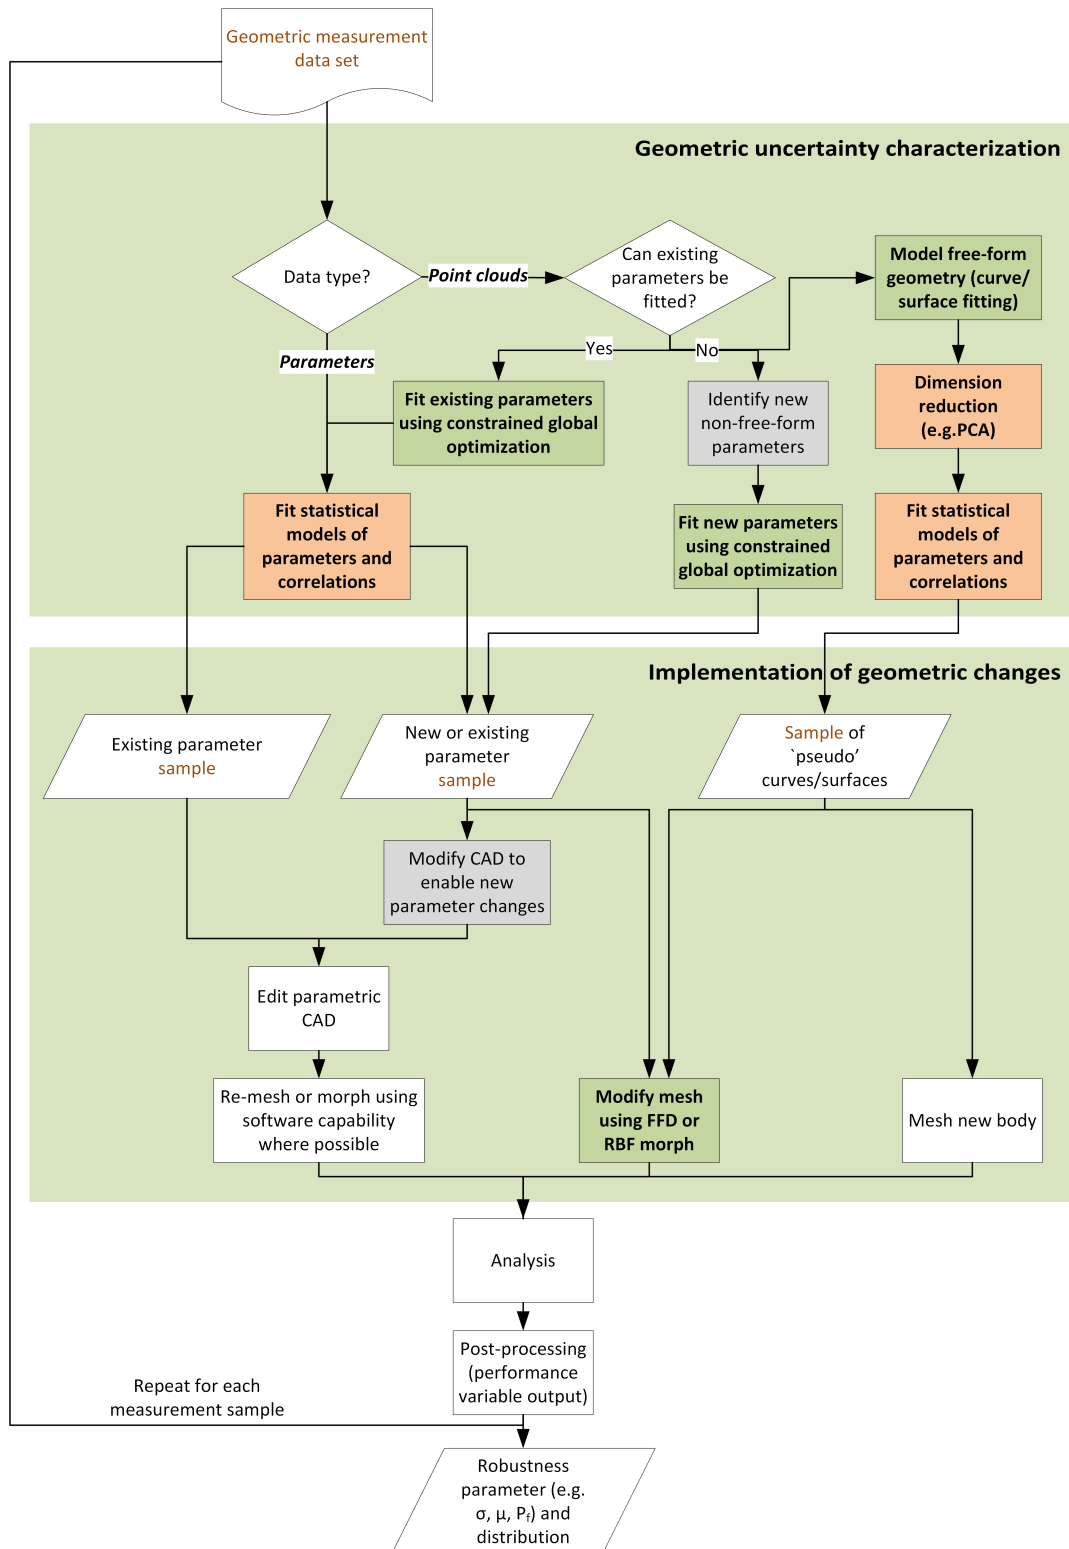 Geometric measurement
data set
Geometric uncertainty characterization
Data type?
Point clouds
Can existing
parameters be
fitted?
Model free-form
geometry (curve/
surface fitting)
Parameters
Yes
No
Fit existing parameters
using constrained global
optimization
Identify new
non-free-form
parameters
Dimension
reduction
(e.g.PCA)
Fit statistical
models of
parameters and
correlations
Fit new parameters
using constrained
global optimization
Fit statistical
models of
parameters and
correlations
Implementation of geometric changes
Existing parameter
sample
New or existing
parameter
sample
Sample of
`pseudo’
curves/surfaces
Modify CAD to
enable new
parameter changes
Edit parametric
CAD
Re-mesh or morph using
software capability
where possible
Modify mesh
using FFD or
RBF morph
Mesh new body
Analysis
Post-processing
(performance
variable output)
Repeat for each
measurement sample
Robustness
parameter (e.g.
σ, μ, Pf) and
distribution